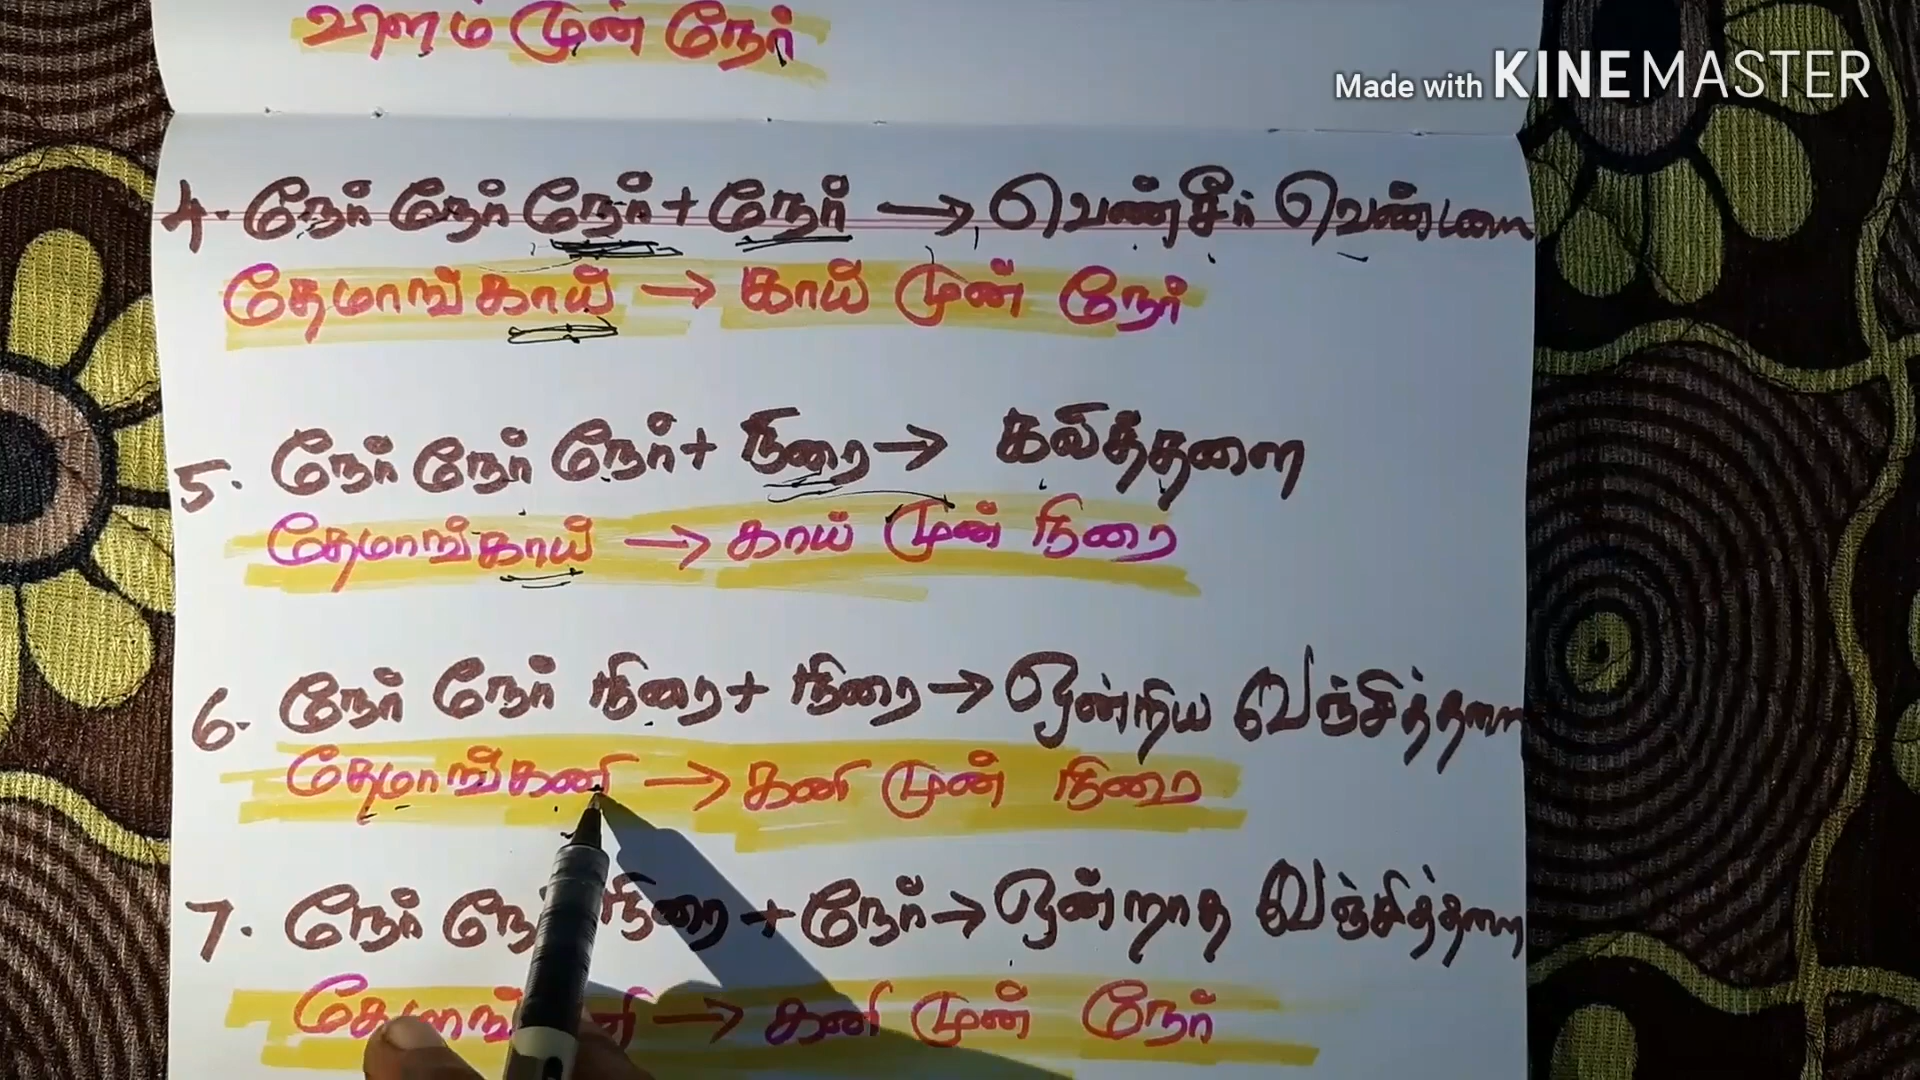 விளம் முன் நேர்
Made with KINEMASTER
4. நேர் நேர் நேர் + நேர் → வெண்சீர் வெண்டளை
தேமாங்காய் → காய் முன் நேர்
5. நேர் நேர் நேர் + நிரை → கலித்தளை
தேமாங்காய் → காய் முன் நிரை
6. நேர் நேர் நிரை + நிரை → ஒன்றிய வஞ்சித்தளை
தேமாங்கனி → கனி முன் நிரை
7. நேர் நே நிரை + நேர் → ஒன்றாத வஞ்சித்தளை
→ கனி முன் நேர்